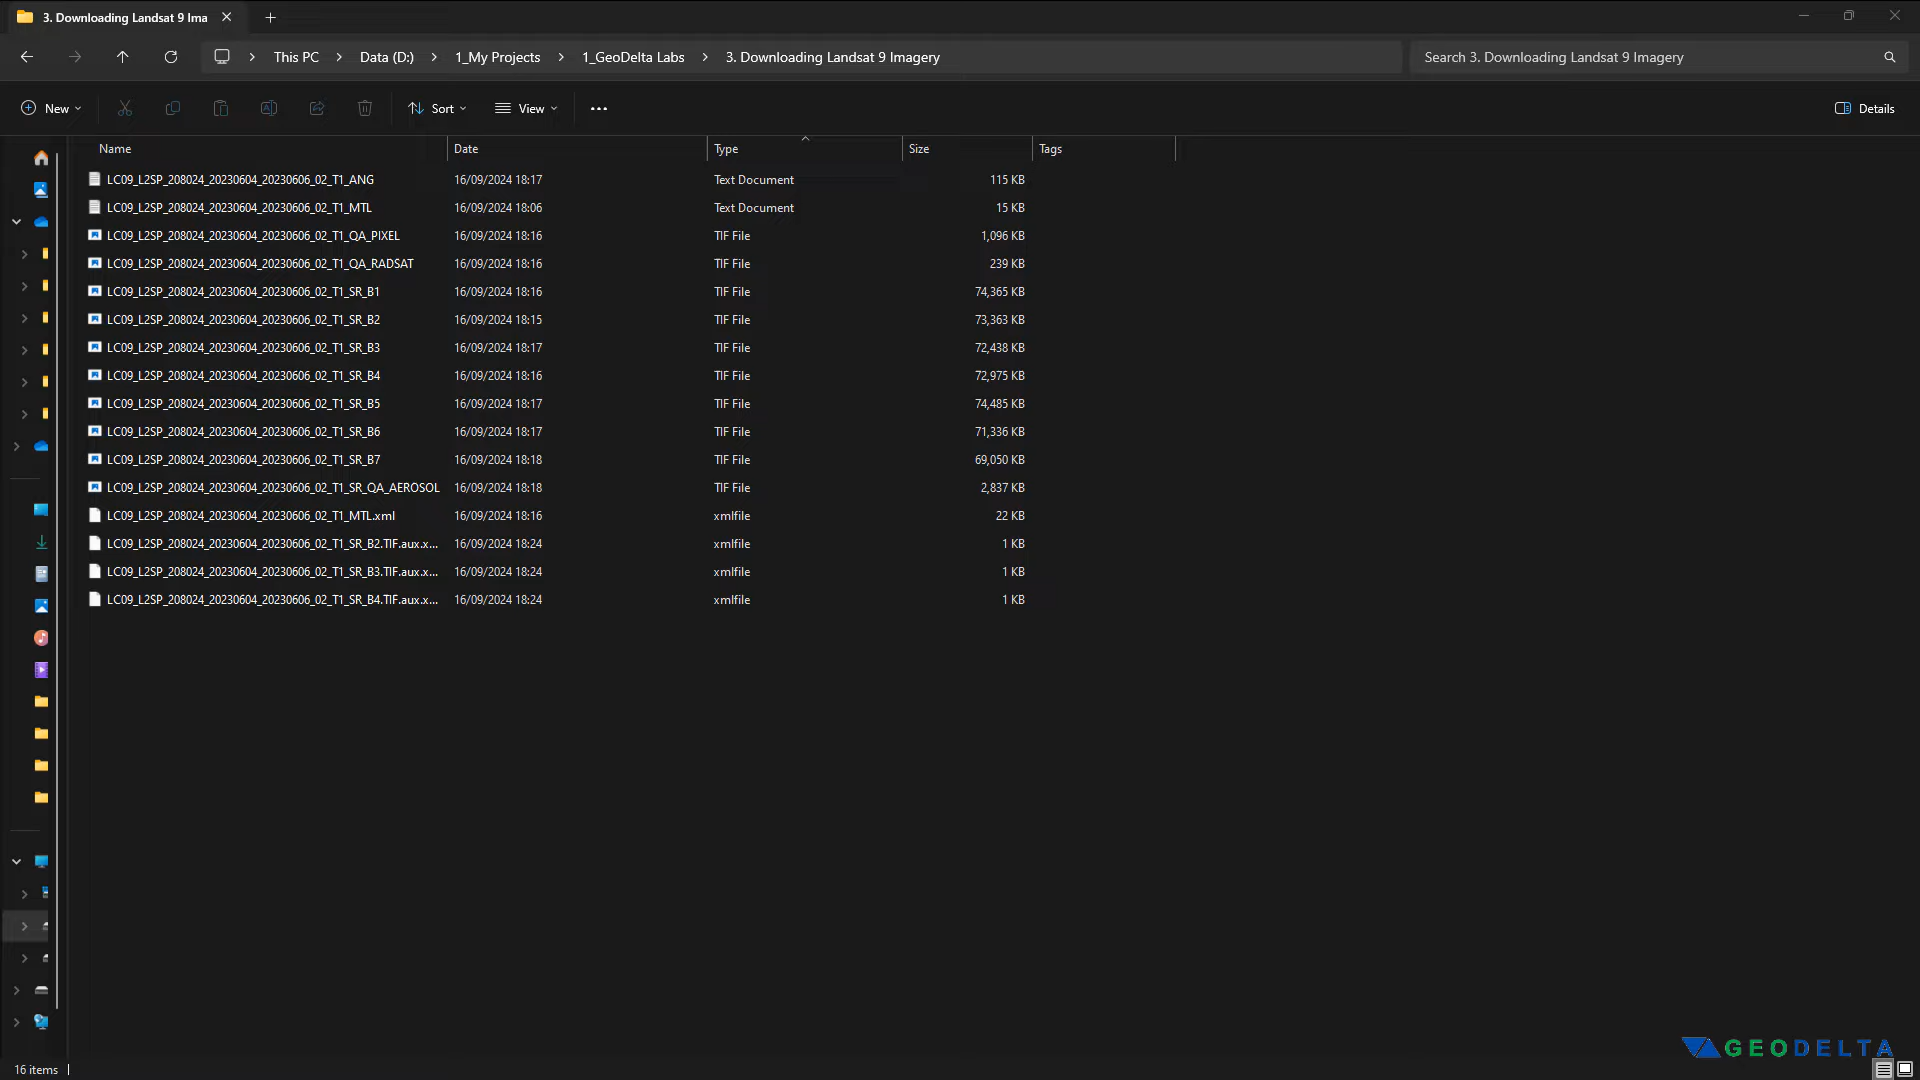 3. Downloading Landsat 9 Ima
This PC > Data (D:) > 1_My Projects > 1_GeoDelta Labs > 3. Downloading Landsat 9 Imagery
Search 3. Downloading Landsat 9 Imagery
New Sort View ••• Details
Name Date Type Size Tags
LC09_L2SP_208024_20230604_20230606_02_T1_ANG 16/09/2024 18:17 Text Document 115 KB
LC09_L2SP_208024_20230604_20230606_02_T1_MTL 16/09/2024 18:06 Text Document 15 KB
LC09_L2SP_208024_20230604_20230606_02_T1_QA_PIXEL 16/09/2024 18:16 TIF File 1,096 KB
LC09_L2SP_208024_20230604_20230606_02_T1_QA_RADSAT 16/09/2024 18:16 TIF File 239 KB
LC09_L2SP_208024_20230604_20230606_02_T1_SR_B1 16/09/2024 18:16 TIF File 74,365 KB
LC09_L2SP_208024_20230604_20230606_02_T1_SR_B2 16/09/2024 18:15 TIF File 73,363 KB
LC09_L2SP_208024_20230604_20230606_02_T1_SR_B3 16/09/2024 18:17 TIF File 72,438 KB
LC09_L2SP_208024_20230604_20230606_02_T1_SR_B4 16/09/2024 18:16 TIF File 72,975 KB
LC09_L2SP_208024_20230604_20230606_02_T1_SR_B5 16/09/2024 18:17 TIF File 74,485 KB
LC09_L2SP_208024_20230604_20230606_02_T1_SR_B6 16/09/2024 18:17 TIF File 71,336 KB
LC09_L2SP_208024_20230604_20230606_02_T1_SR_B7 16/09/2024 18:18 TIF File 69,050 KB
LC09_L2SP_208024_20230604_20230606_02_T1_SR_QA_AEROSOL 16/09/2024 18:18 TIF File 2,837 KB
LC09_L2SP_208024_20230604_20230606_02_T1_MTL.xml 16/09/2024 18:16 xmlfile 22 KB
LC09_L2SP_208024_20230604_20230606_02_T1_SR_B2.TIF.aux.x... 16/09/2024 18:24 xmlfile 1 KB
LC09_L2SP_208024_20230604_20230606_02_T1_SR_B3.TIF.aux.x... 16/09/2024 18:24 xmlfile 1 KB
LC09_L2SP_208024_20230604_20230606_02_T1_SR_B4.TIF.aux.x... 16/09/2024 18:24 xmlfile 1 KB
GEODELTA
16 items